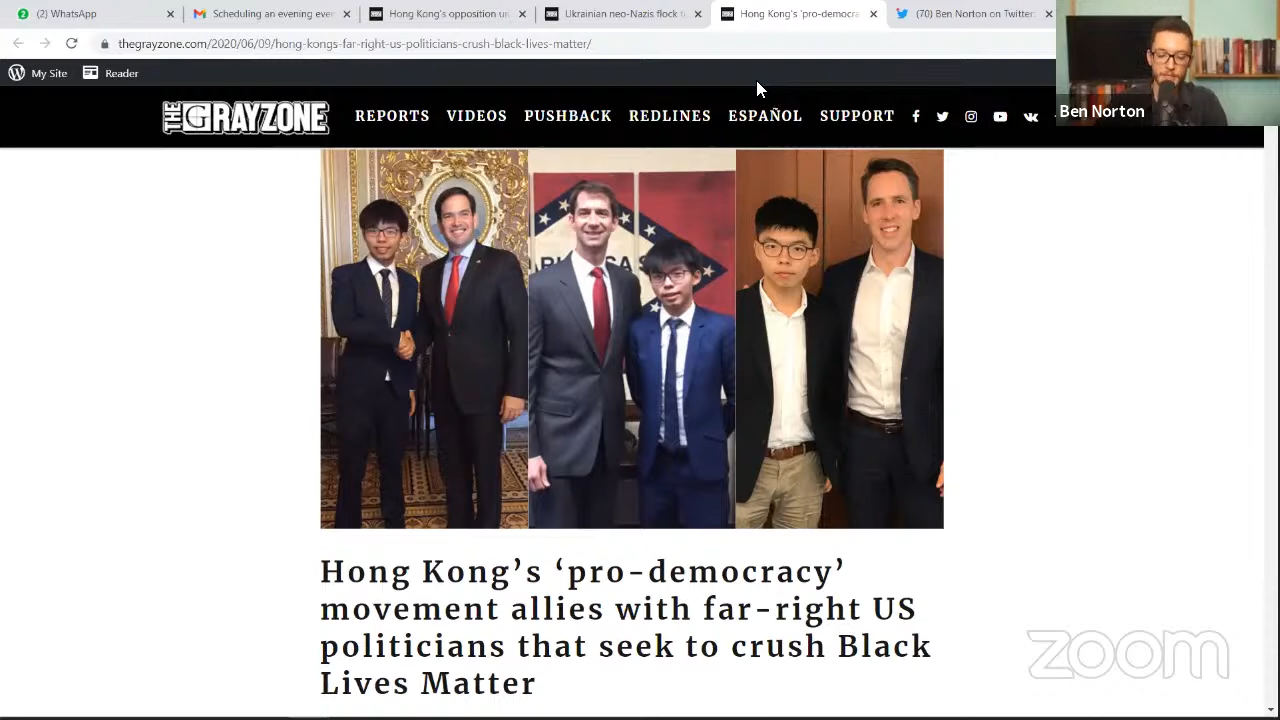 (2) WhatsApp
Scheduling an evening ever
Hong Kong's opposition un
Ukrainian neo-Nazis flock t
Hong Kong's 'pro-democra
(70) Ben Norton on Twitter:
thegrayzone.com/2020/06/09/hong-kongs-far-right-us-politicians-crush-black-lives-matter/
My Site
Reader
Ben Norton
THE GRAYZONE
REPORTS
VIDEOS
PUSHBACK
REDLINES
ESPAÑOL
SUPPORT
Hong Kong's ‘pro-democracy’
movement allies with far-right US
politicians that seek to crush Black
Lives Matter
zoom